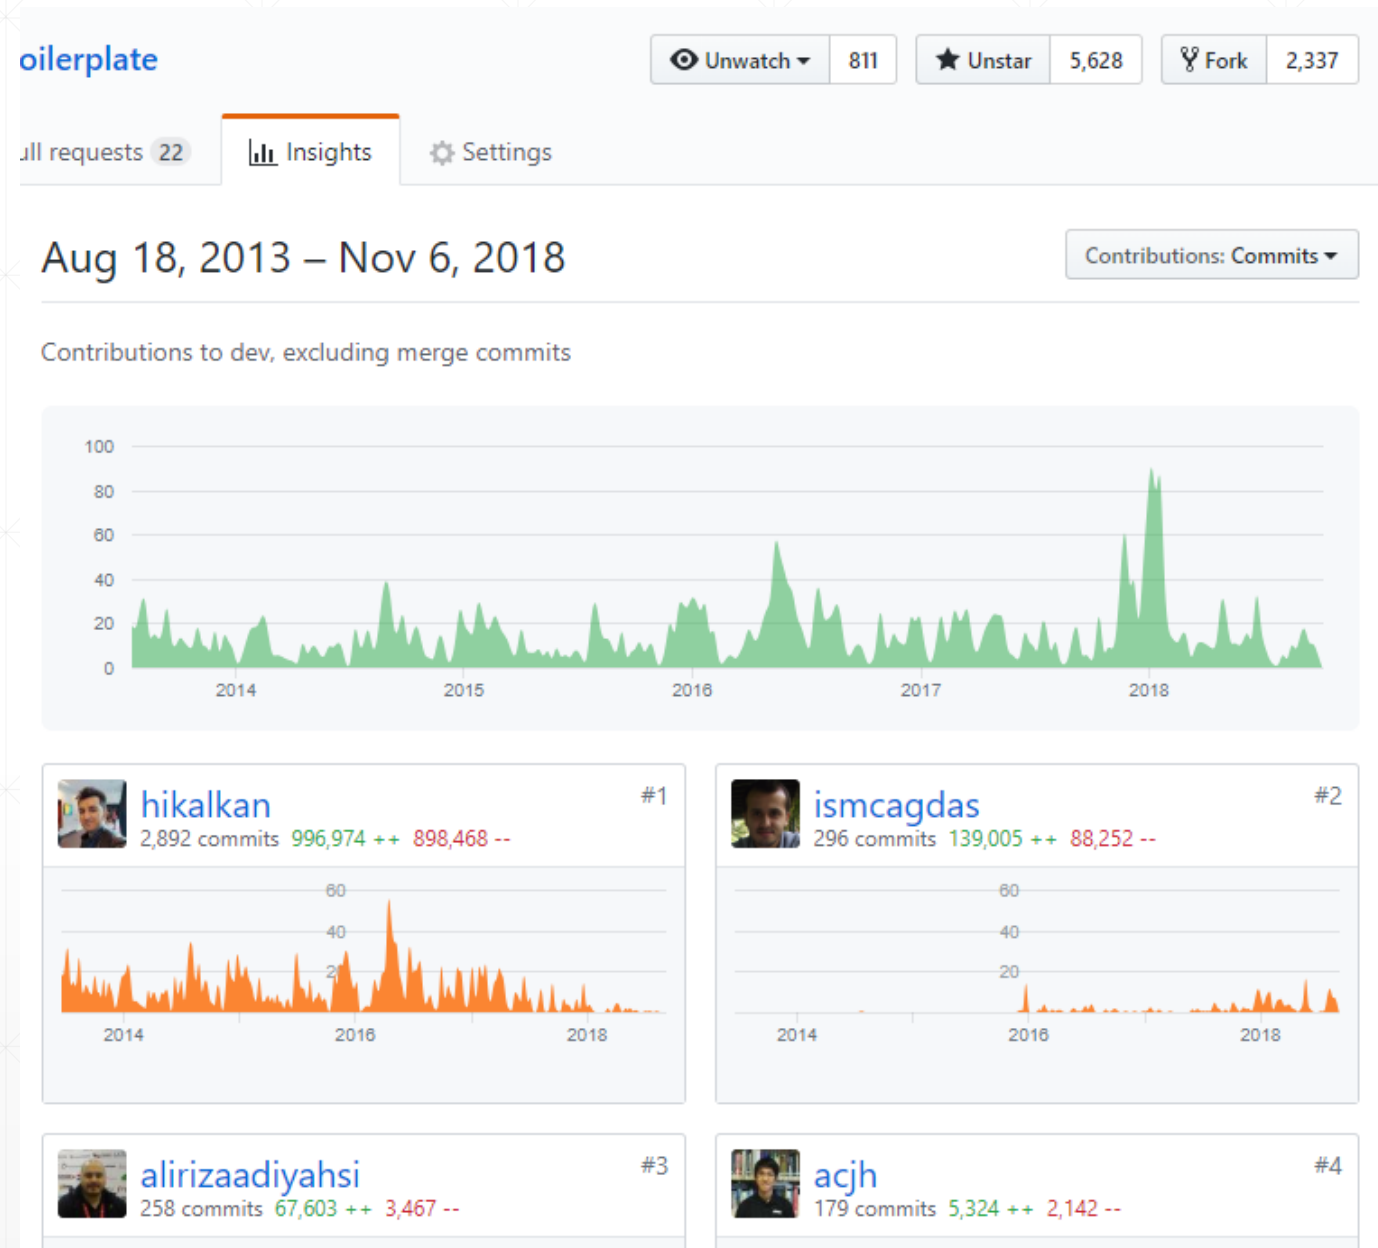 oilerplate
Unwatch 811
Unstar 5,628
Fork 2,337
ull requests 22
Insights
Settings
Aug 18, 2013 – Nov 6, 2018
Contributions: Commits
Contributions to dev, excluding merge commits
100
80
60
40
20
0
2014 2015 2016 2017 2018
hikalkan
#1
2,892 commits 996,974 ++ 898,468 --
60
40
20
2014 2016 2018
ismcagdas
#2
296 commits 139,005 ++ 88,252 --
60
40
20
2014 2016 2018
alirizaadiyahsi
#3
258 commits 67,603 ++ 3,467 --
acjh
#4
179 commits 5,324 ++ 2,142 --